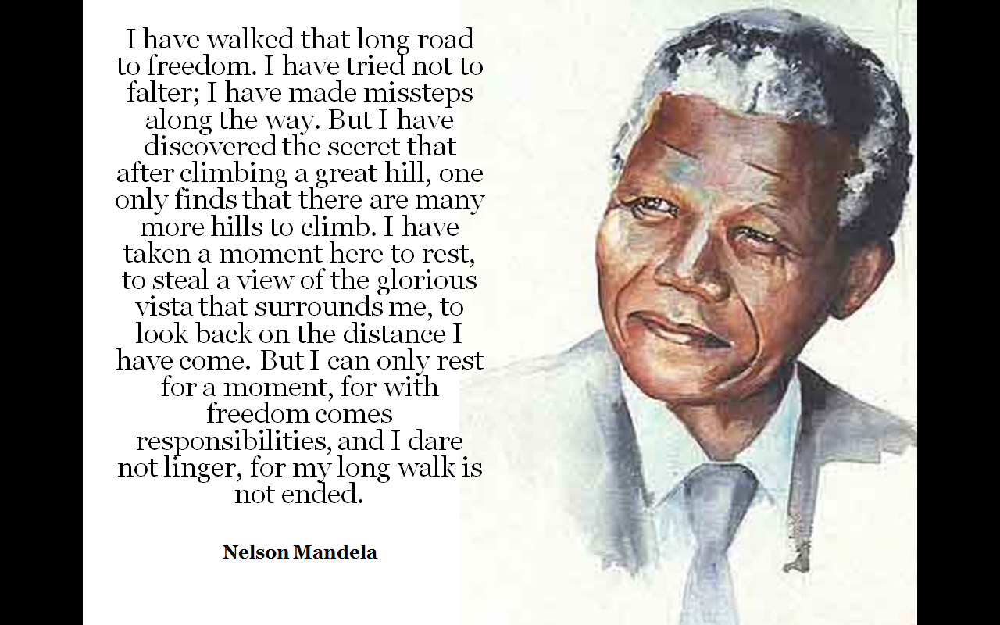 I have walked that long road
to freedom. I have tried not to
falter; I have made missteps
along the way. But I have
discovered the secret that
after climbing a great hill, one
only finds that there are many
more hills to climb. I have
taken a moment here to rest,
to steal a view of the glorious
vista that surrounds me, to
look back on the distance I
have come. But I can only rest
for a moment, for with
freedom comes
responsibilities, and I dare
not linger, for my long walk is
not ended.
Nelson Mandela